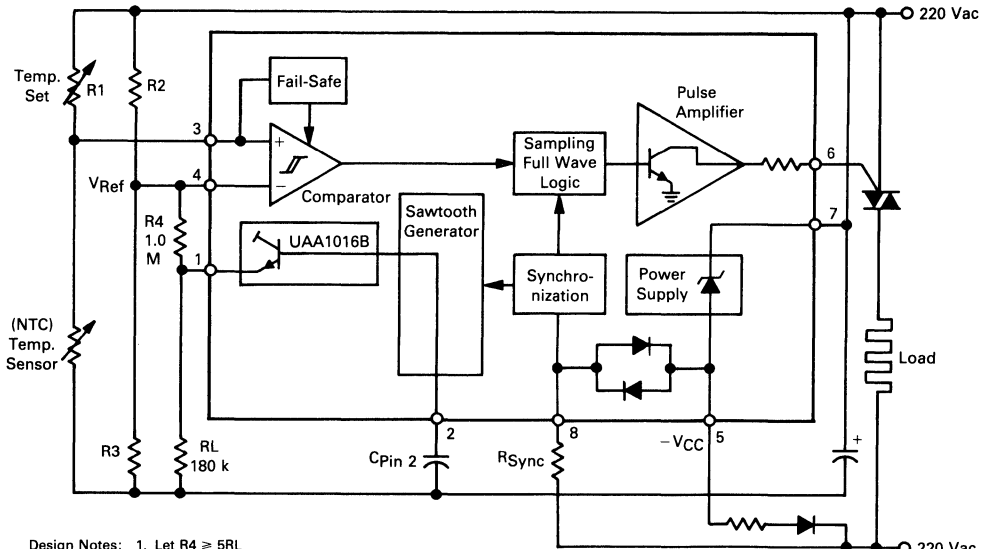 220 Vac
Temp.
Set
R1
R2
Fail-Safe
Pulse
Amplifier
3
+
Sampling
Full Wave
Logic
6
4
−
VRef
Comparator
7
R4
1.0
M
Sawtooth
Generator
UAA1016B
1
Synchro-
nization
Power
Supply
(NTC)
Temp.
Sensor
Load
2
8
−VCC
5
R3
RL
180 k
CPin 2
RSync
+
Design Notes: 1. Let R4 ≥ 5RL
220 Vac